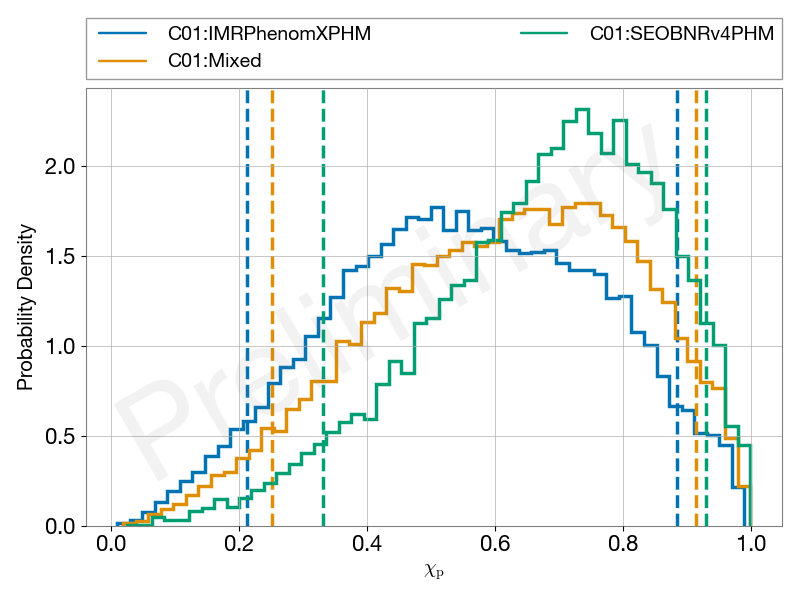 C01:IMRPhenomXPHM
C01:Mixed
C01:SEOBNRv4PHM
Preliminary
Probability Density
2.0
1.5
1.0
0.5
0.0
0.0 0.2 0.4 0.6 0.8 1.0
χp